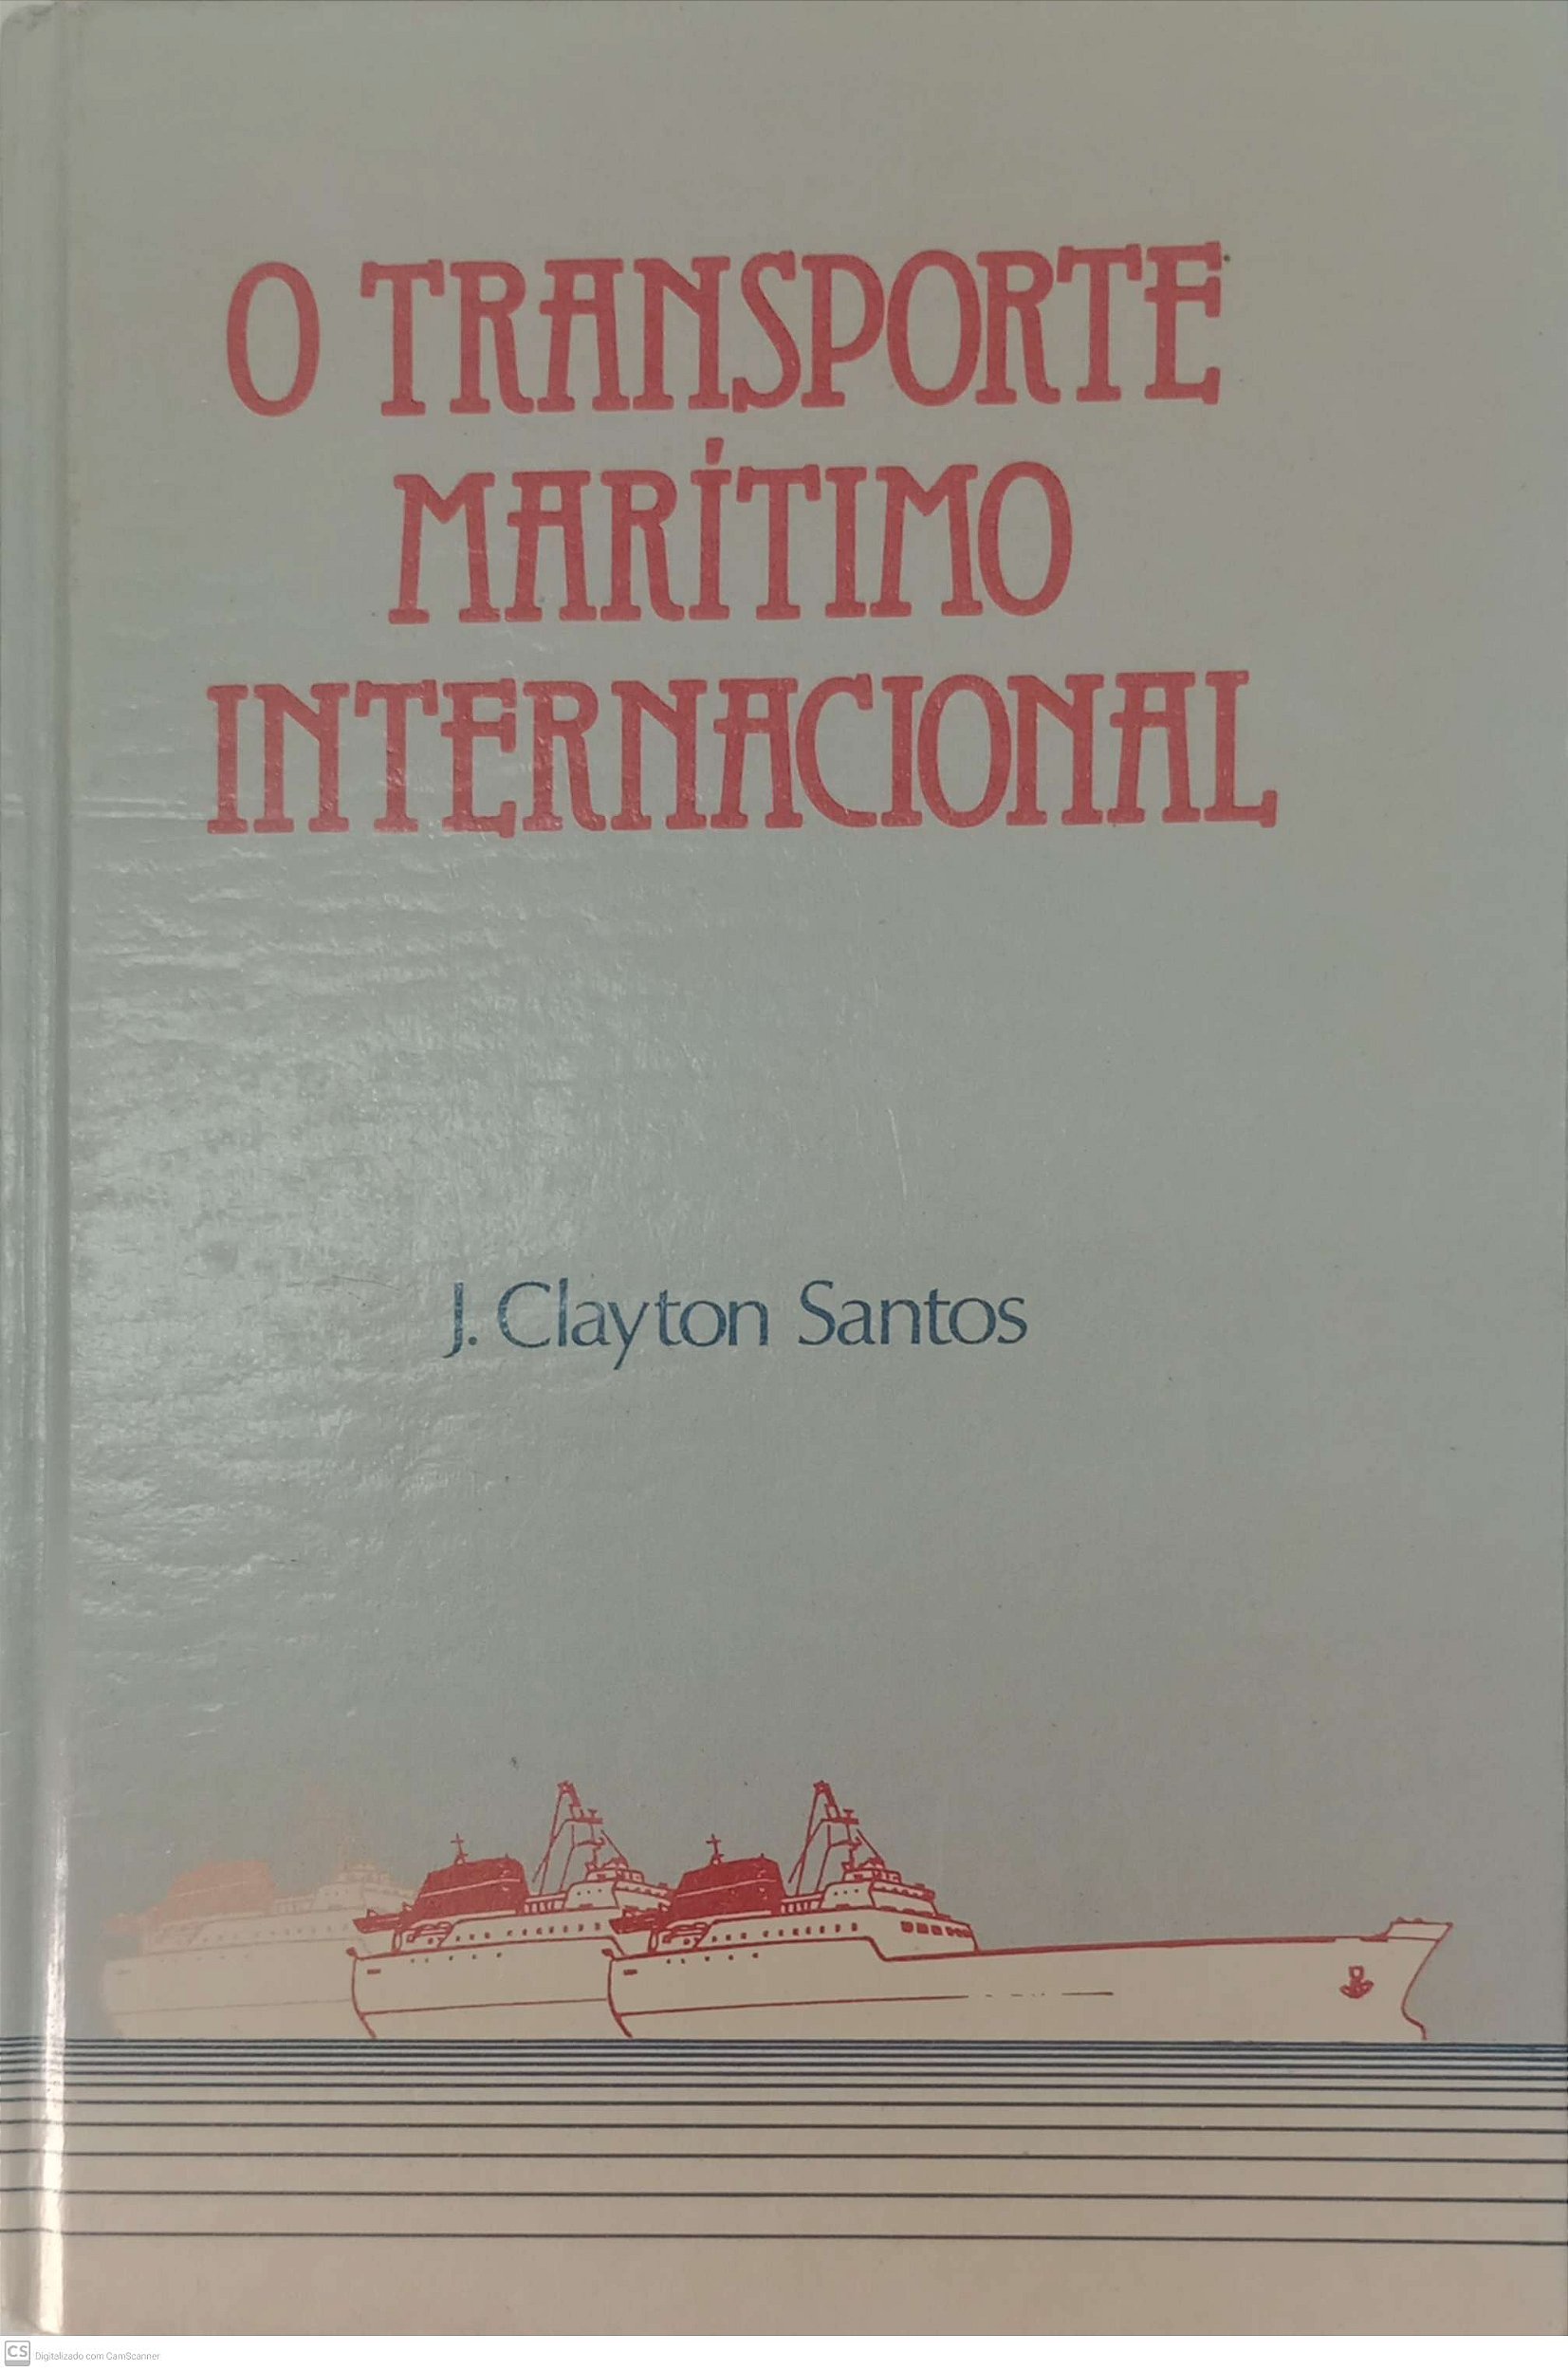 O TRANSPORTE
MARÍTIMO
INTERNACIONAL
J. Clayton Santos
CS Digitalizado com CamScanner